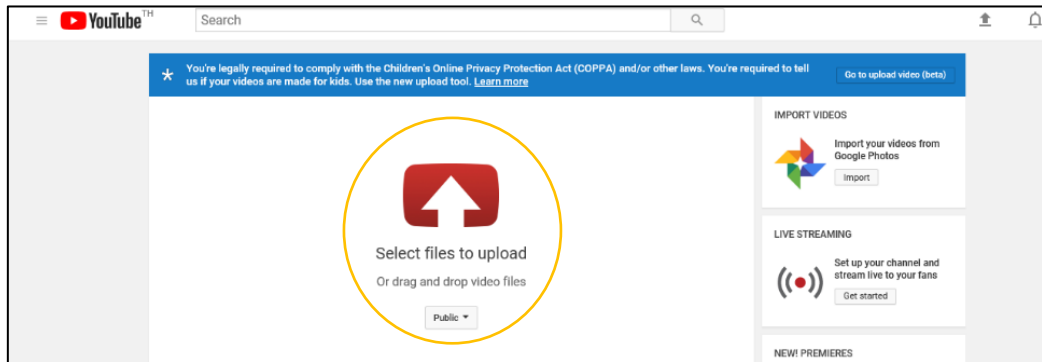 YouTube TH
Search
You're legally required to comply with the Children's Online Privacy Protection Act (COPPA) and/or other laws. You're required to tell
us if your videos are made for kids. Use the new upload tool. Learn more
Go to upload video (beta)
Select files to upload
Or drag and drop video files
Public
IMPORT VIDEOS
Import your videos from
Google Photos
Import
LIVE STREAMING
Set up your channel and
stream live to your fans
Get started
NEW! PREMIERES